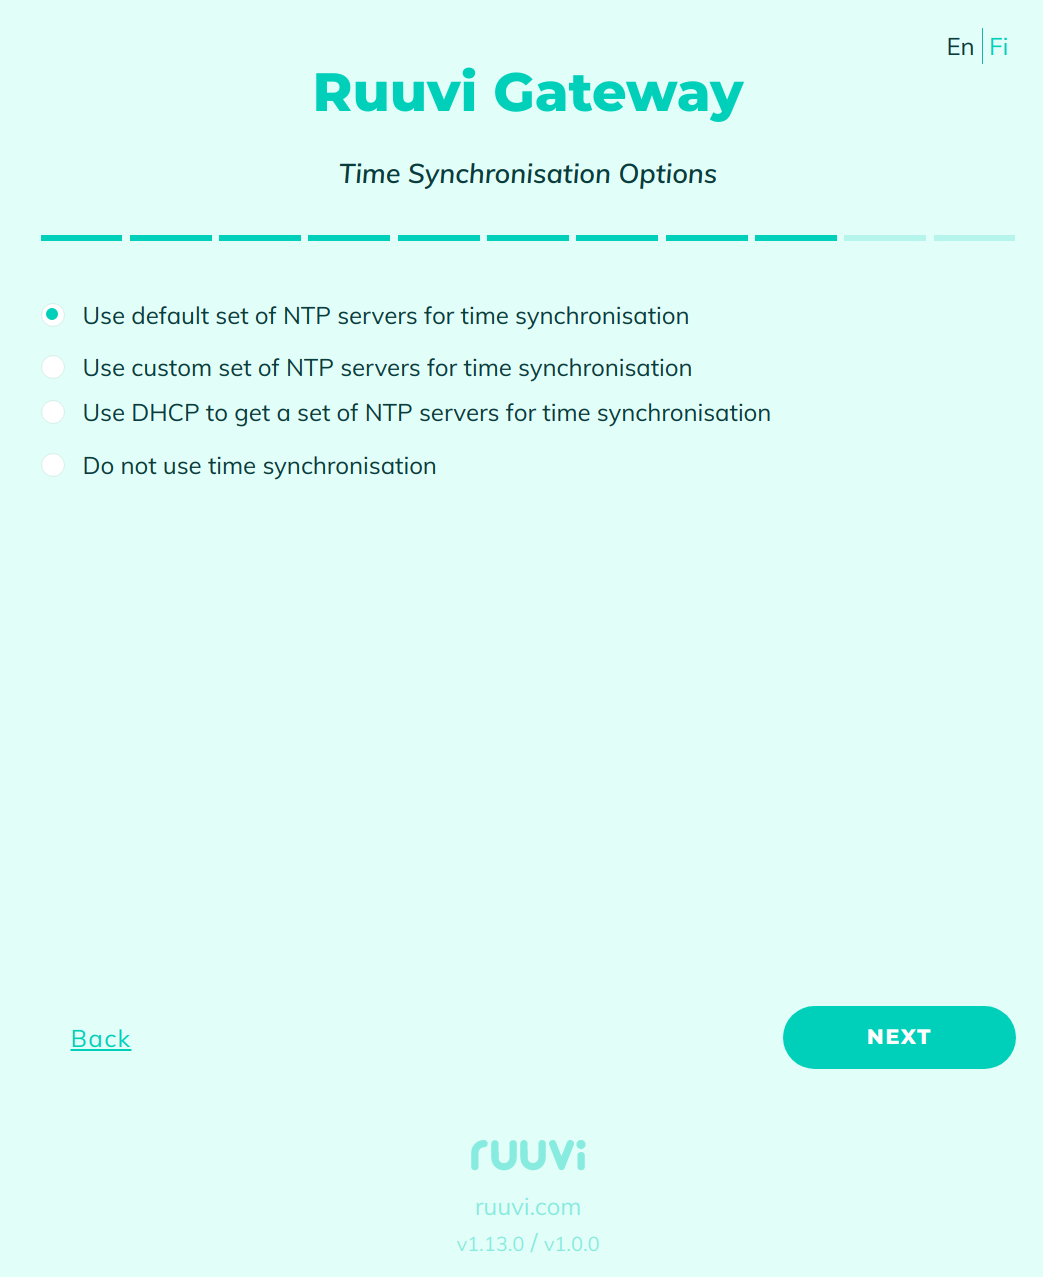 En Fi
Ruuvi Gateway
Time Synchronisation Options
Use default set of NTP servers for time synchronisation
Use custom set of NTP servers for time synchronisation
Use DHCP to get a set of NTP servers for time synchronisation
Do not use time synchronisation
Back
NEXT
ruuvi
ruuvi.com
v1.13.0 / v1.0.0